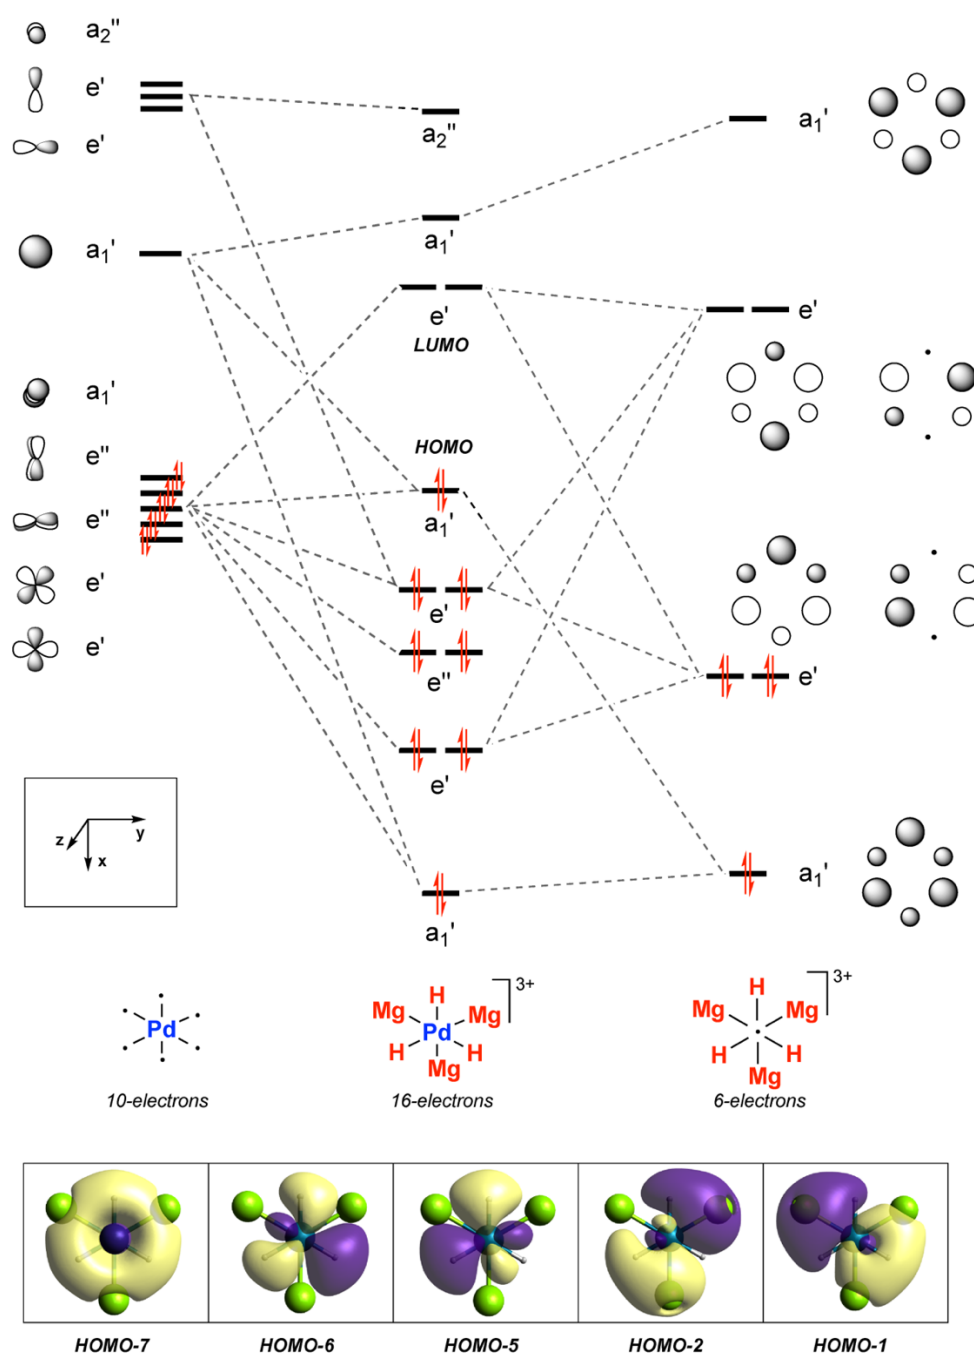 a2''
e'
e'
a2''
a1'
a1'
a1'
e'
LUMO
e'
a1'
e''
e''
e'
e'
HOMO
a1'
e'
e''
e'
a1'
e'
a1'
z
y
x
3+
H
Mg Mg
Pd
H H
Mg
3+
H
Mg Mg
H H
Mg
Pd
10-electrons
16-electrons
6-electrons
HOMO-7
HOMO-6
HOMO-5
HOMO-2
HOMO-1